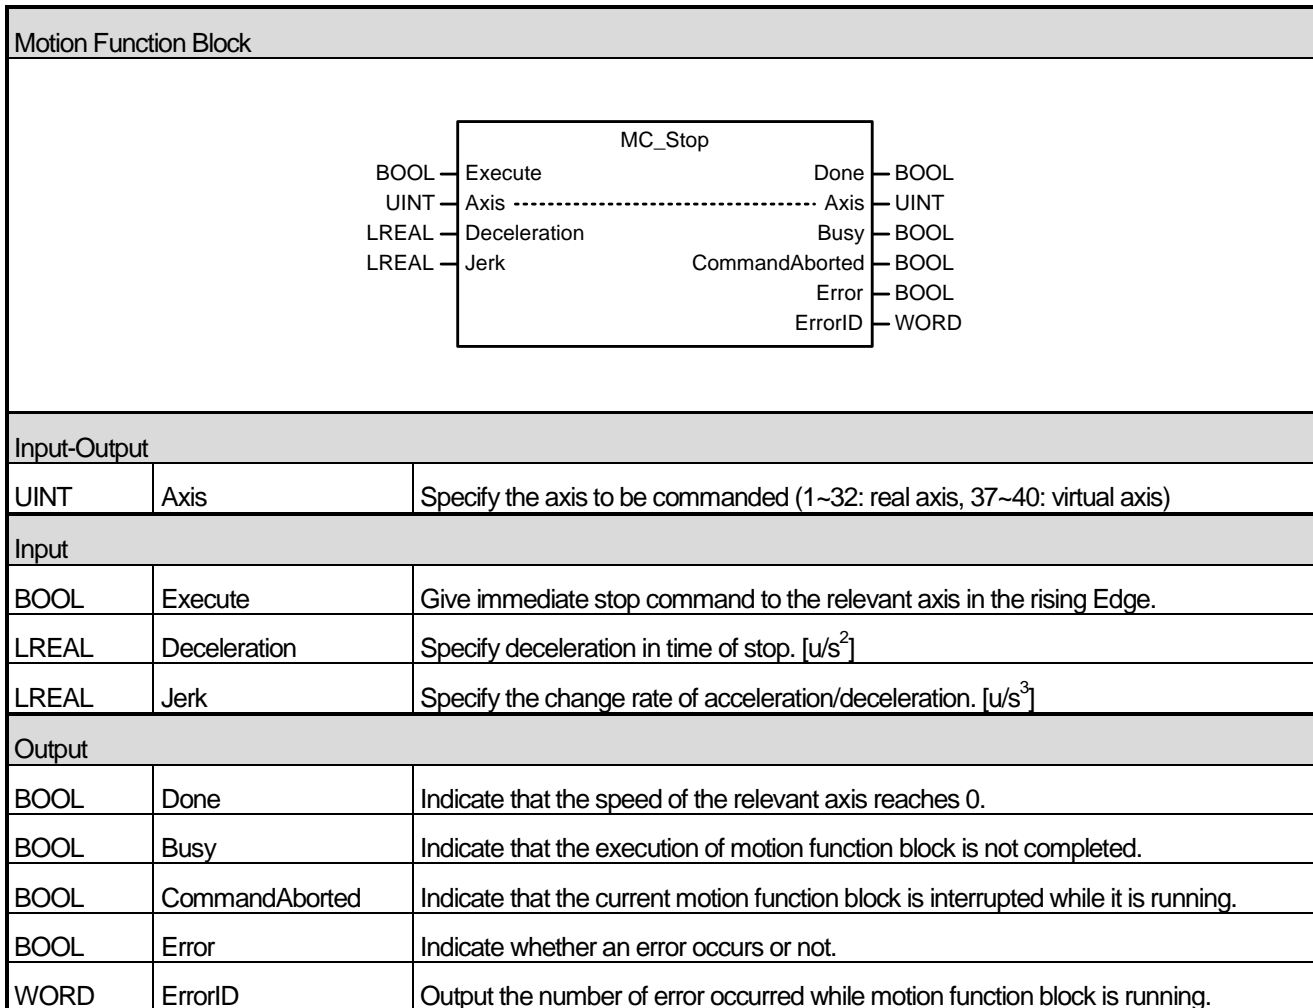 Motion Function Block
MC_Stop
BOOL Execute Done BOOL
UINT Axis Axis UINT
LREAL Deceleration Busy BOOL
LREAL Jerk CommandAborted BOOL
Error BOOL
ErrorID WORD
Input-Output
UINT Axis Specify the axis to be commanded (1~32: real axis, 37~40: virtual axis)
Input
BOOL Execute Give immediate stop command to the relevant axis in the rising Edge.
LREAL Deceleration Specify deceleration in time of stop. [u/s²]
LREAL Jerk Specify the change rate of acceleration/deceleration. [u/s³]
Output
BOOL Done Indicate that the speed of the relevant axis reaches 0.
BOOL Busy Indicate that the execution of motion function block is not completed.
BOOL CommandAborted Indicate that the current motion function block is interrupted while it is running.
BOOL Error Indicate whether an error occurs or not.
WORD ErrorID Output the number of error occurred while motion function block is running.